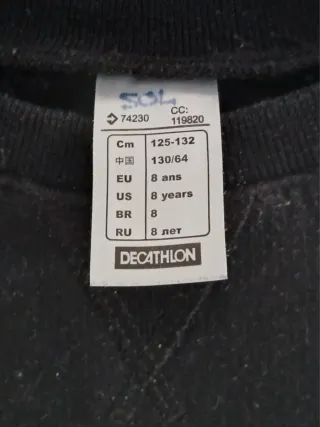 SOL
74230 CC: 119820
Cm 125-132
中国 130/64
EU 8 ans
US 8 years
BR 8
RU 8 лет
DECATHLON